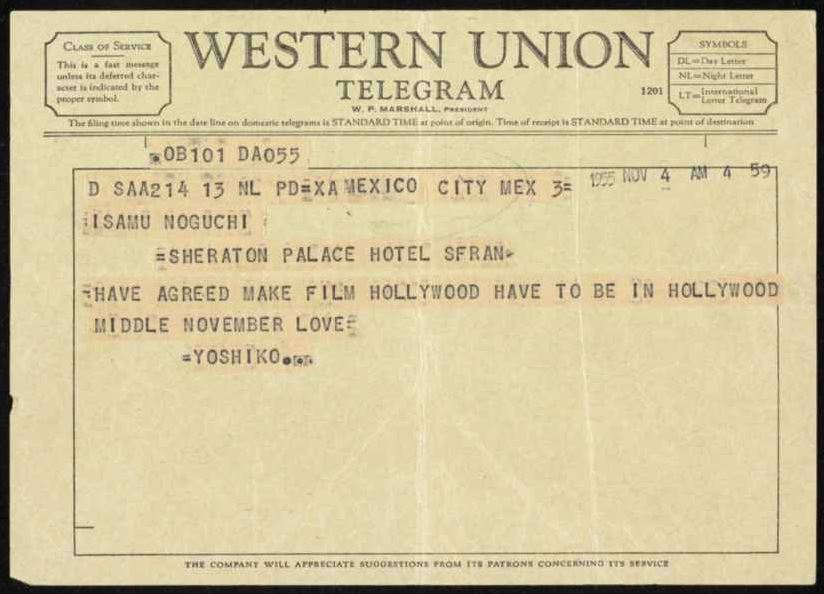 CLASS OF SERVICE
This is a fast message
unless its deferred char-
acter is indicated by the
proper symbol.
WESTERN UNION
TELEGRAM
W. P. MARSHALL, PRESIDENT
1201
SYMBOLS
DL=Day Letter
NL=Night Letter
LT=International Letter Telegram
The filing time shown in the date line on domestic telegrams is STANDARD TIME at point of origin. Time of receipt is STANDARD TIME at point of destination
OB101 DA055
D SAA214 13 NL PD=XA MEXICO CITY MEX 3=
1955 NOV 4 AM 4 59
ISAMU NOGUCHI
=SHERATON PALACE HOTEL SFRAN=
=HAVE AGREED MAKE FILM HOLLYWOOD HAVE TO BE IN HOLLYWOOD
MIDDLE NOVEMBER LOVE=
=YOSHIKO
THE COMPANY WILL APPRECIATE SUGGESTIONS FROM ITS PATRONS CONCERNING ITS SERVICE